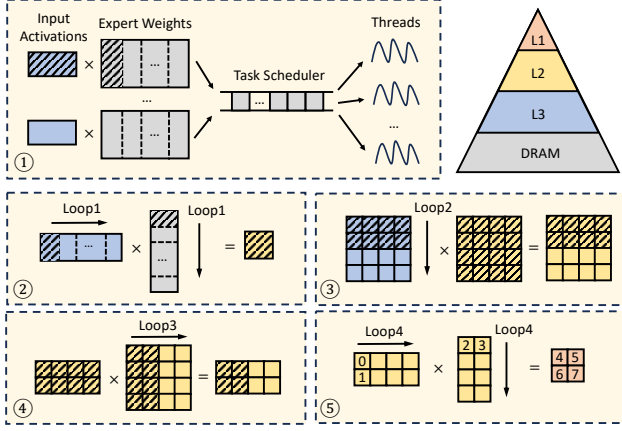 Input
Activations
Expert Weights
Threads
×
...
...
Task Scheduler
...
×
...
...
①
L1
L2
L3
DRAM
Loop1
Loop1
...
×
...
=
②
Loop2
×
=
③
Loop3
×
=
④
Loop4
Loop4
0
1
×
2 3
=
4 5
6 7
⑤